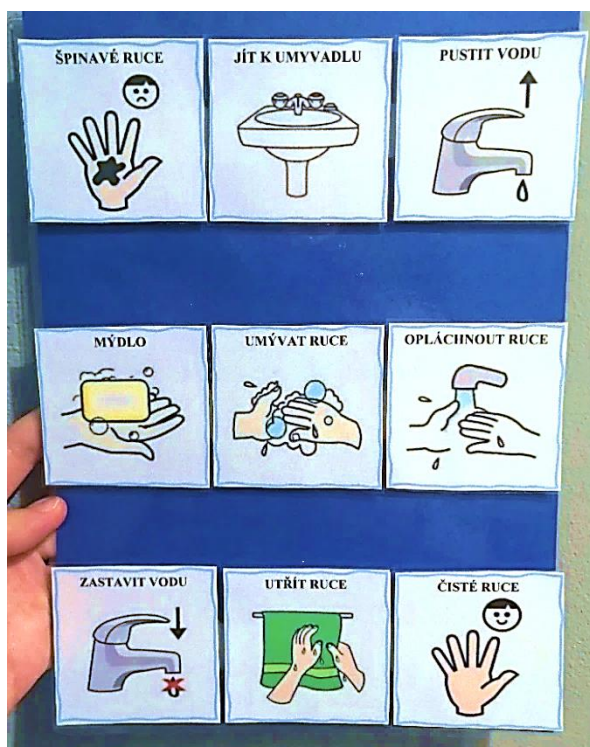 ŠPINAVÉ RUCE
JÍT K UMYVADLU
PUSTIT VODU
MÝDLO
UMÝVAT RUCE
OPLÁCHNOUT RUCE
ZASTAVIT VODU
UTŘÍT RUCE
ČISTÉ RUCE